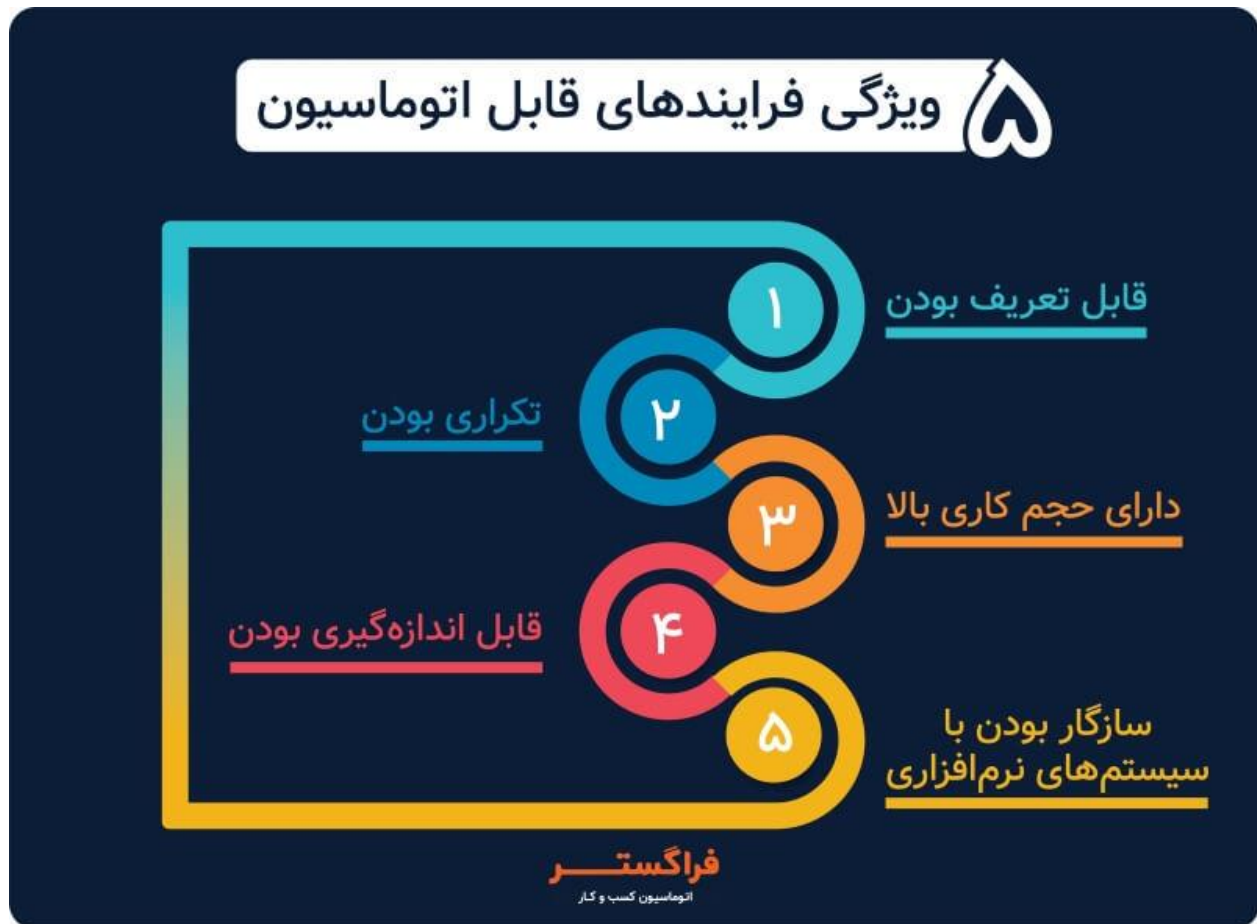 ۵ ویژگی فرایندهای قابل اتوماسیون
۱
قابل تعریف بودن
۲
تکراری بودن
۳
دارای حجم کاری بالا
۴
قابل اندازه‌گیری بودن
۵
سازگار بودن با
سیستم‌های نرم‌افزاری
فراگستر
اتوماسیون کسب و کار